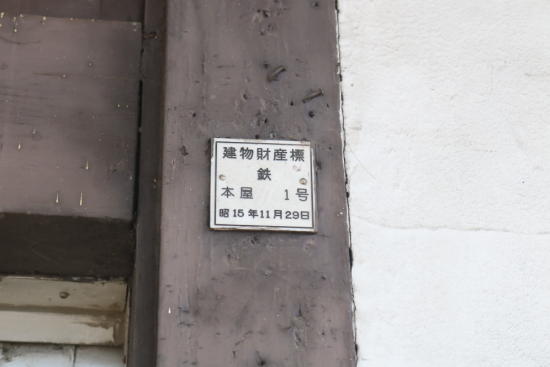 建物財産標
鉄
本屋 1号
昭15年11月29日